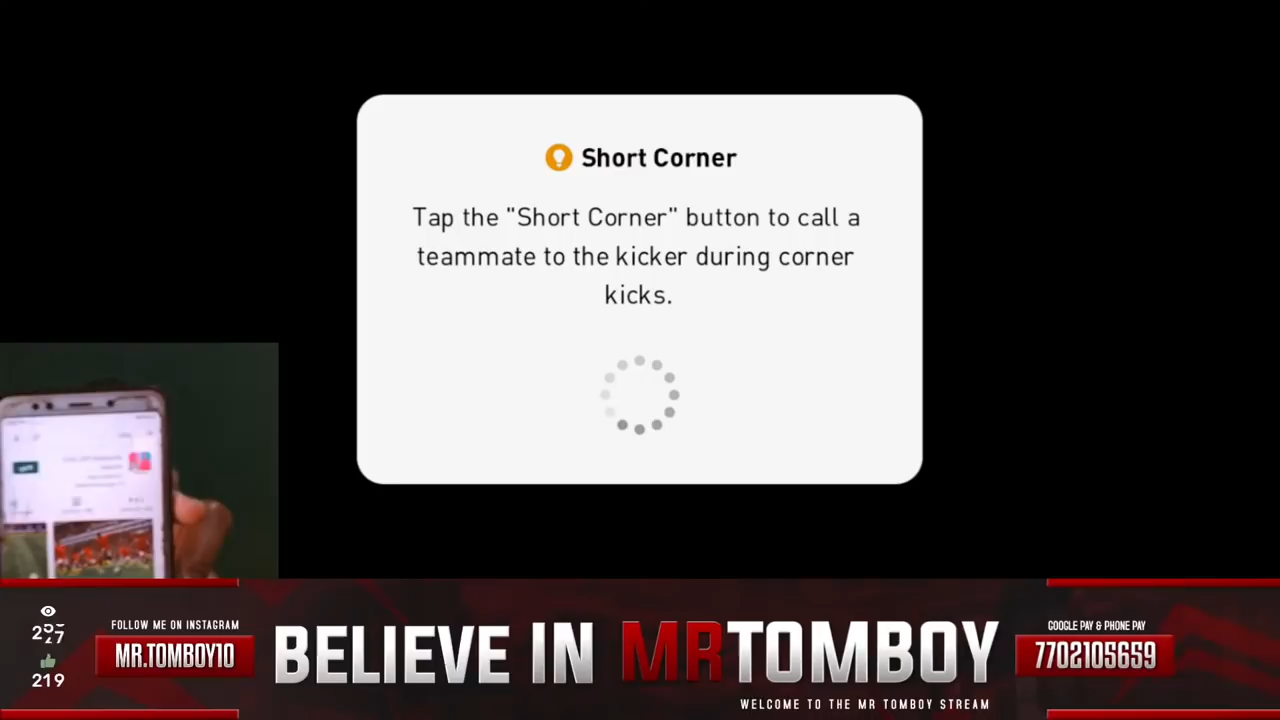 Short Corner
Tap the "Short Corner" button to call a
teammate to the kicker during corner
kicks.
219
FOLLOW ME ON INSTAGRAM
MR.TOMBOY10
BELIEVE IN MRTOMBOY
WELCOME TO THE MR TOMBOY STREAM
GOOGLE PAY & PHONE PAY
7702105659